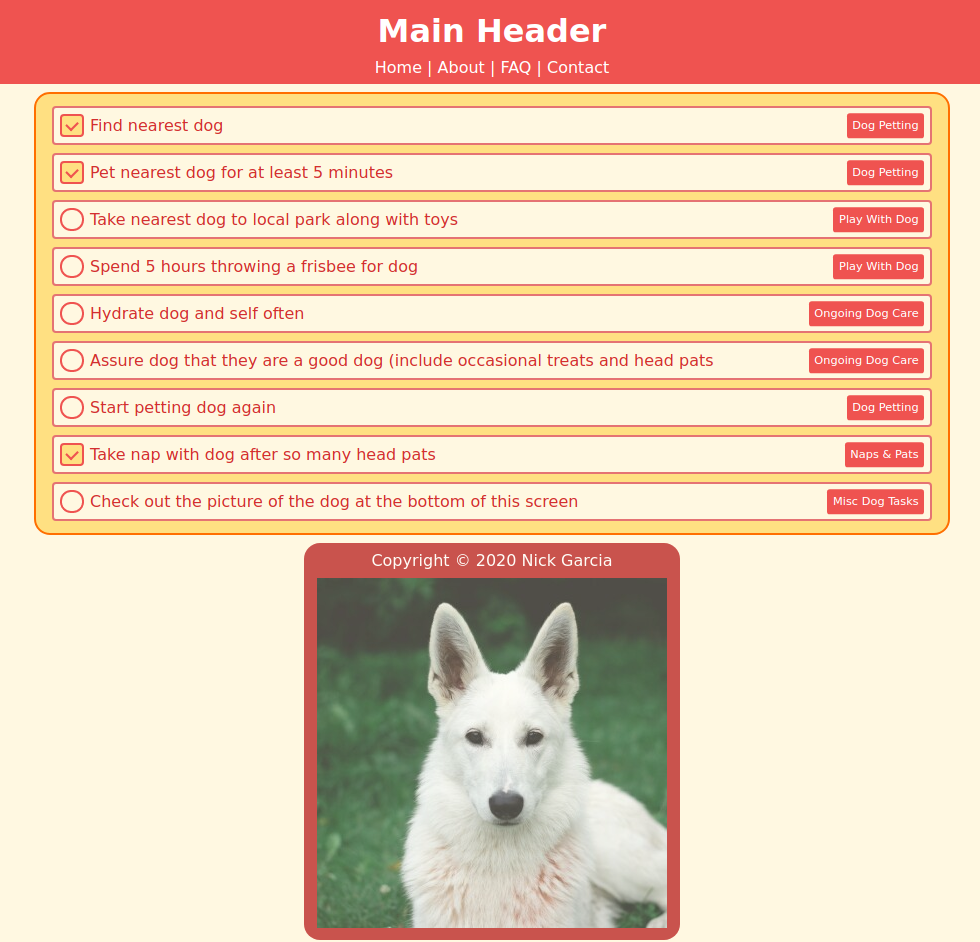 Main Header
Home | About | FAQ | Contact
Find nearest dog Dog Petting
Pet nearest dog for at least 5 minutes Dog Petting
Take nearest dog to local park along with toys Play With Dog
Spend 5 hours throwing a frisbee for dog Play With Dog
Hydrate dog and self often Ongoing Dog Care
Assure dog that they are a good dog (include occasional treats and head pats Ongoing Dog Care
Start petting dog again Dog Petting
Take nap with dog after so many head pats Naps & Pats
Check out the picture of the dog at the bottom of this screen Misc Dog Tasks
Copyright © 2020 Nick Garcia